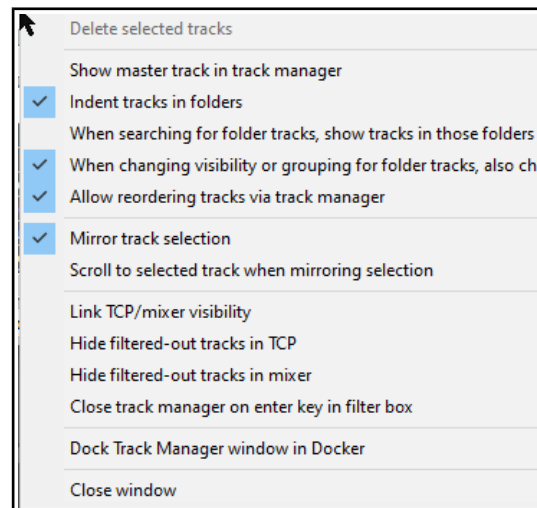 Delete selected tracks
Show master track in track manager
Indent tracks in folders
When searching for folder tracks, show tracks in those folders
When changing visibility or grouping for folder tracks, also ch
Allow reordering tracks via track manager
Mirror track selection
Scroll to selected track when mirroring selection
Link TCP/mixer visibility
Hide filtered-out tracks in TCP
Hide filtered-out tracks in mixer
Close track manager on enter key in filter box
Dock Track Manager window in Docker
Close window